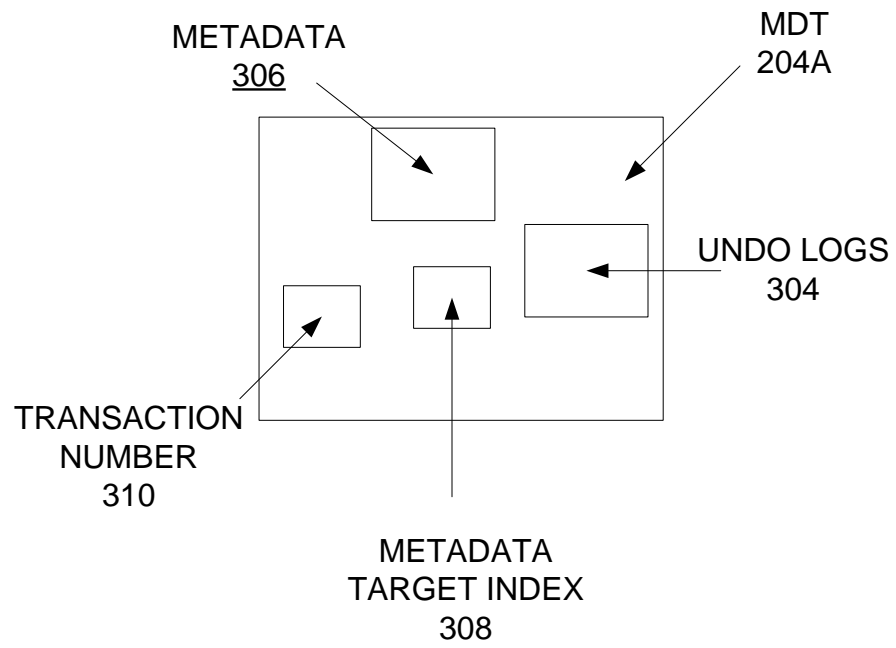 METADATA
306
MDT
204A
UNDO LOGS
304
TRANSACTION
NUMBER
310
METADATA
TARGET INDEX
308